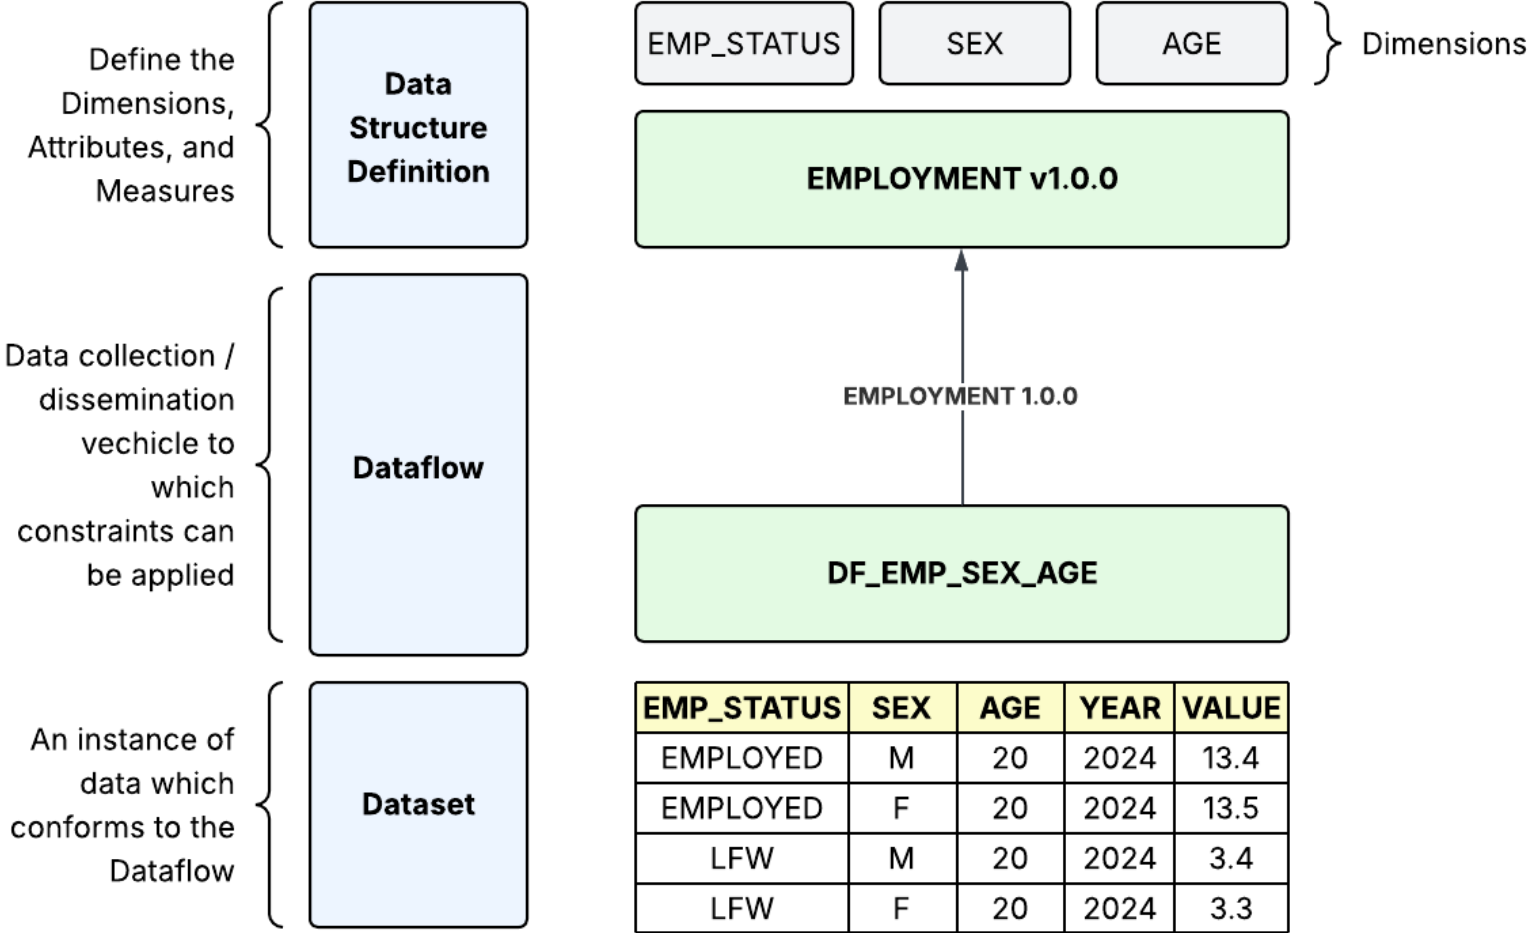 Define the
Dimensions,
Attributes, and
Measures
Data
Structure
Definition
EMP_STATUS
SEX
AGE
Dimensions
EMPLOYMENT v1.0.0
Data collection /
dissemination
vechicle to
which
constraints can
be applied
Dataflow
EMPLOYMENT 1.0.0
DF_EMP_SEX_AGE
An instance of
data which
conforms to the
Dataflow
Dataset
EMP_STATUS SEX AGE YEAR VALUE
EMPLOYED M 20 2024 13.4
EMPLOYED F 20 2024 13.5
LFW M 20 2024 3.4
LFW F 20 2024 3.3